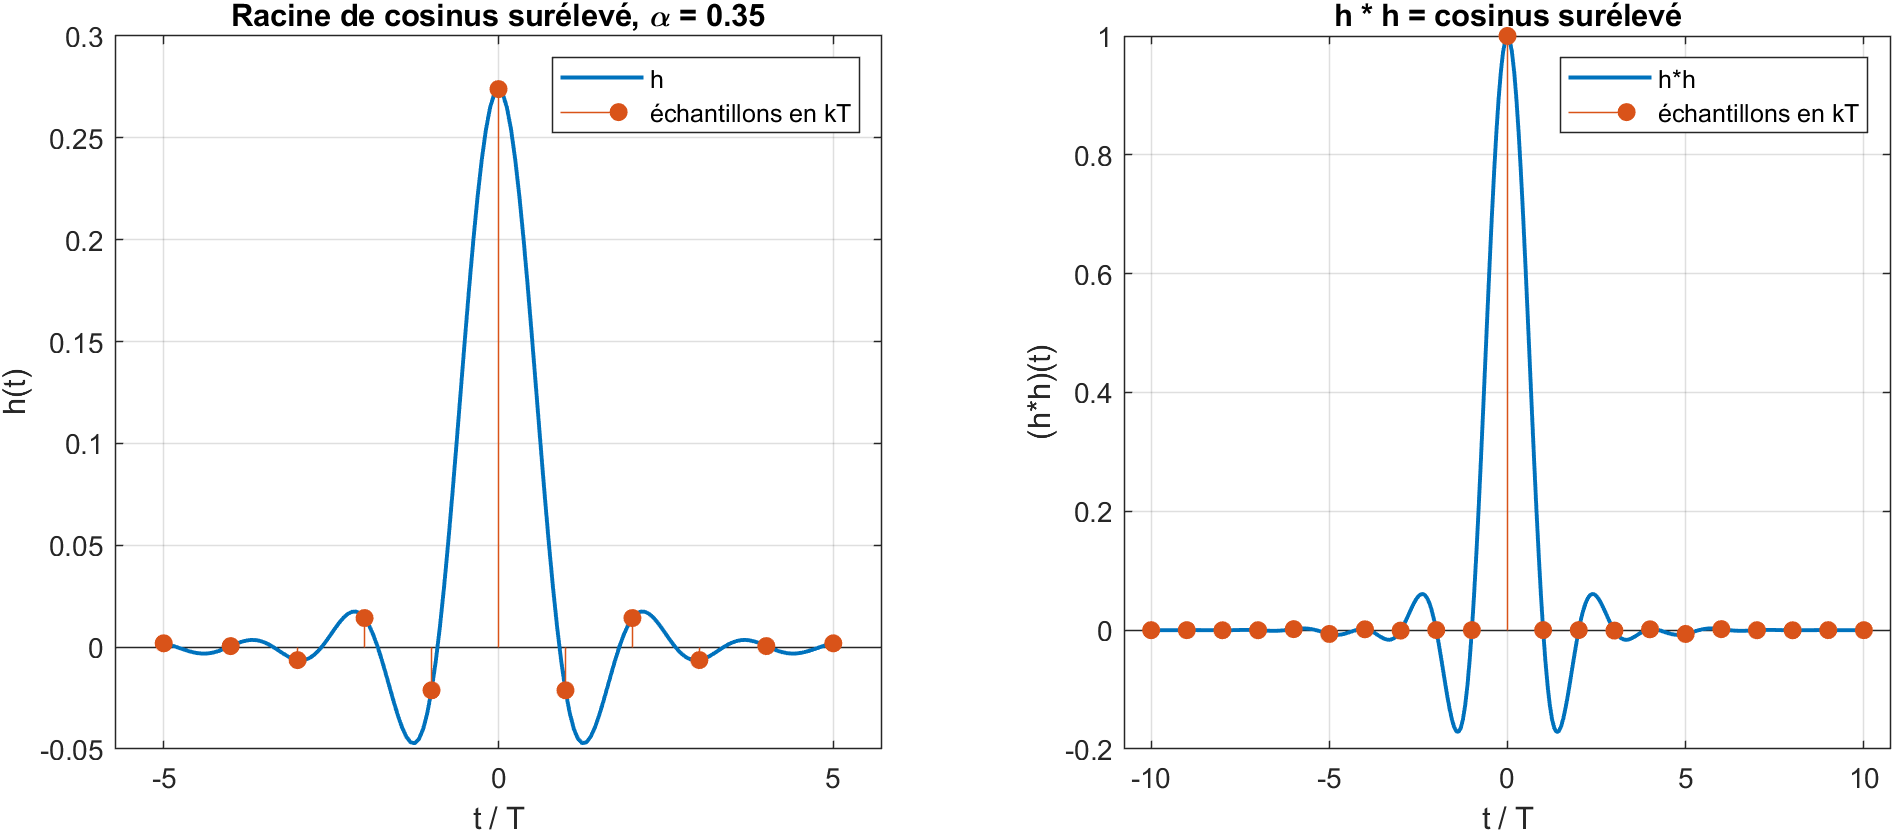 Racine de cosinus surélevé, α = 0.35
0.3
0.25
0.2
0.15
0.1
0.05
0
-0.05
h(t)
-5
0
5
t / T
h
échantillons en kT
h * h = cosinus surélevé
1
0.8
0.6
0.4
0.2
0
-0.2
(h*h)(t)
-10
-5
0
5
10
t / T
h*h
échantillons en kT